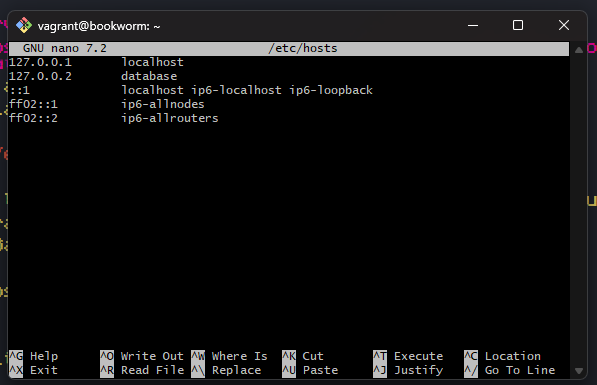 vagrant@bookworm: ~
GNU nano 7.2 /etc/hosts
127.0.0.1 localhost
127.0.0.2 database
::1 localhost ip6-localhost ip6-loopback
ff02::1 ip6-allnodes
ff02::2 ip6-allrouters
^G Help ^O Write Out ^W Where Is ^K Cut ^T Execute ^C Location
^X Exit ^R Read File ^\ Replace ^U Paste ^J Justify ^/ Go To Line